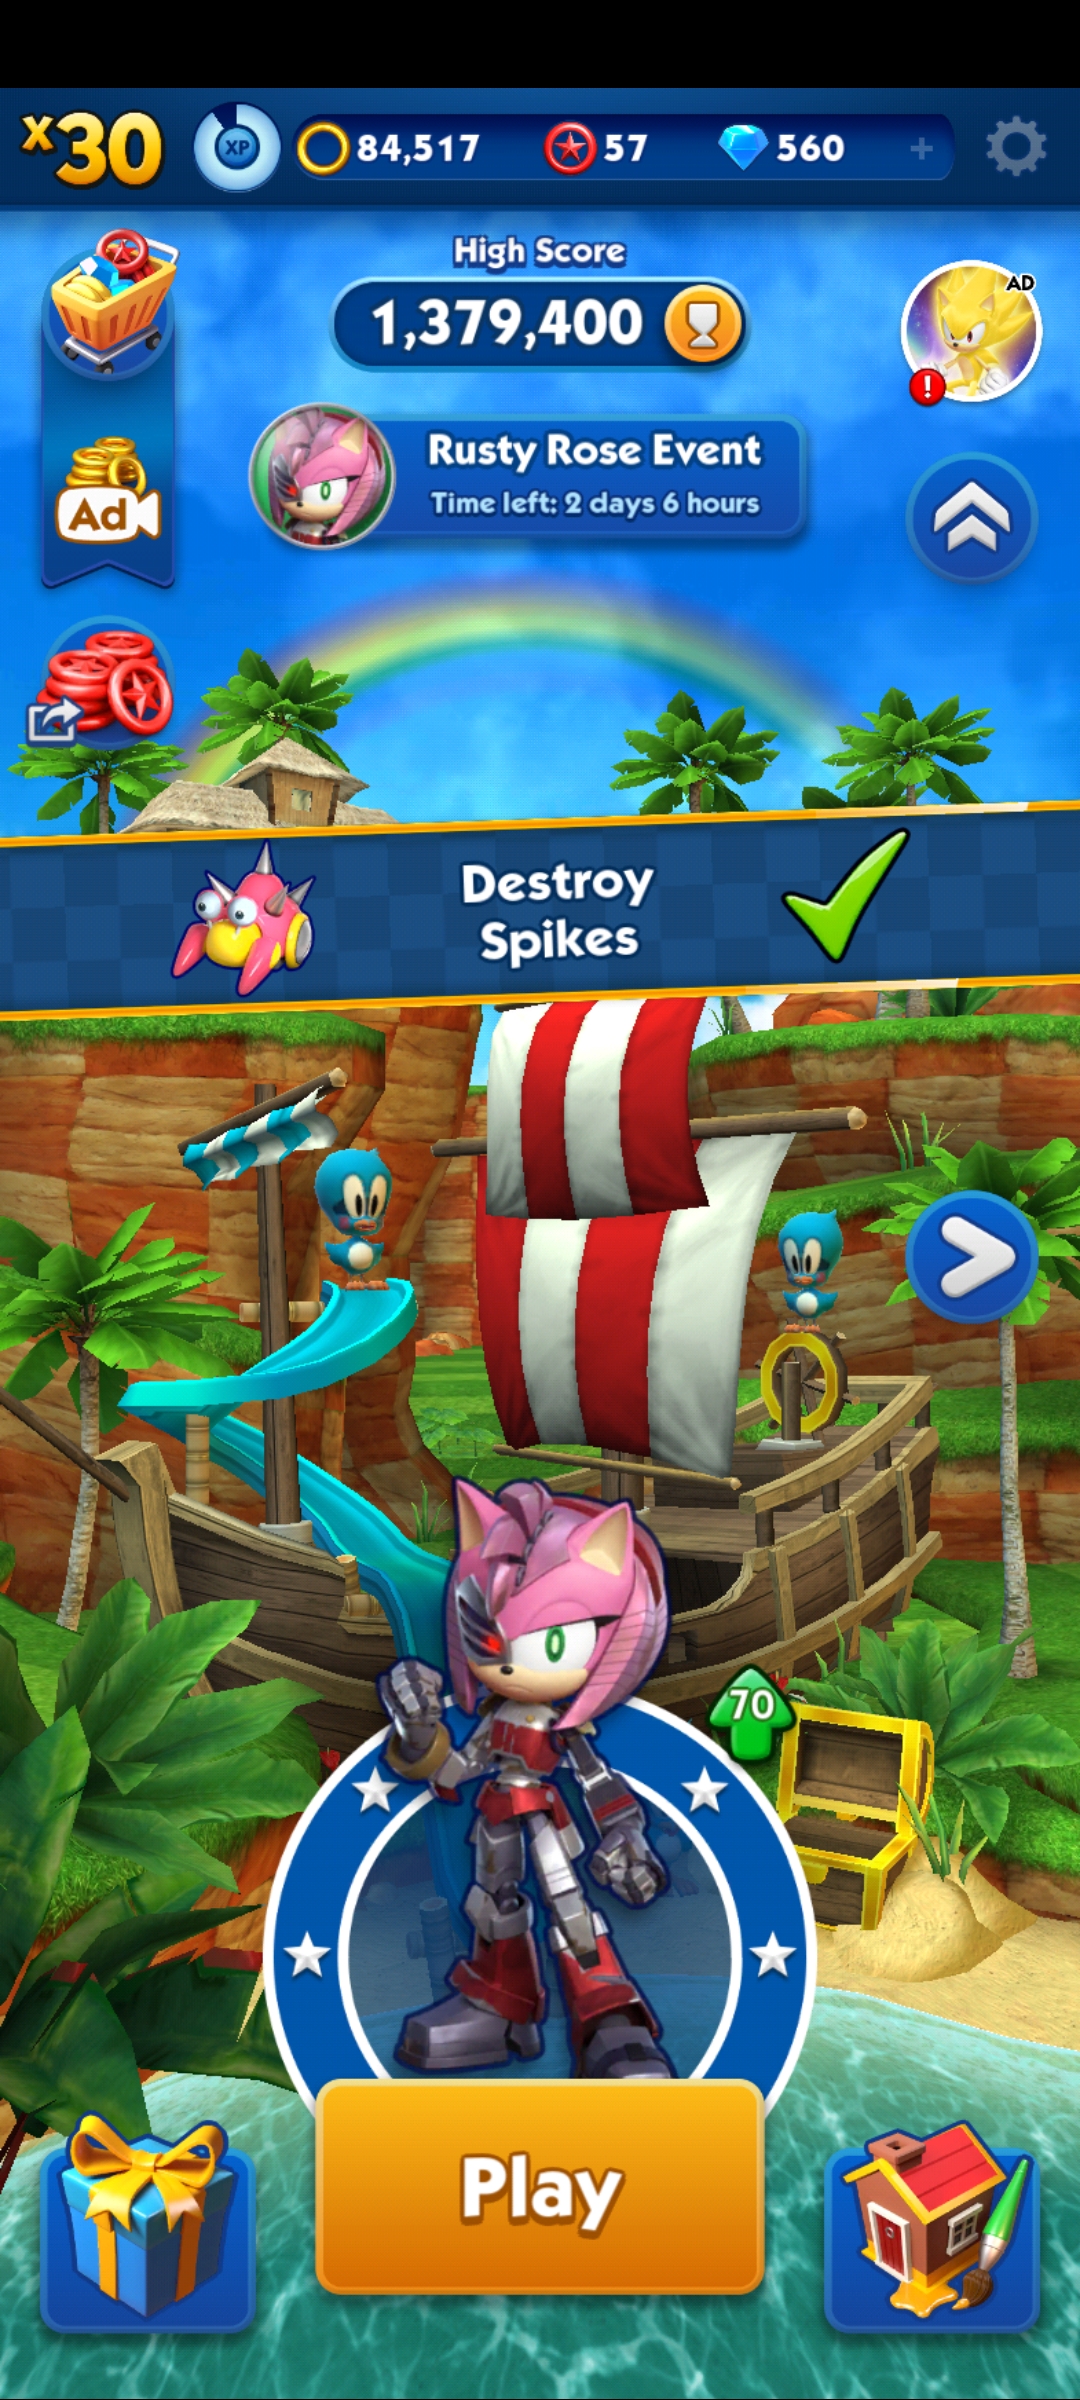 x30
XP
84,517
57
560
+
High Score
1,379,400
AD
!
Rusty Rose Event
Time left: 2 days 6 hours
Ad
Destroy
Spikes
70
Play